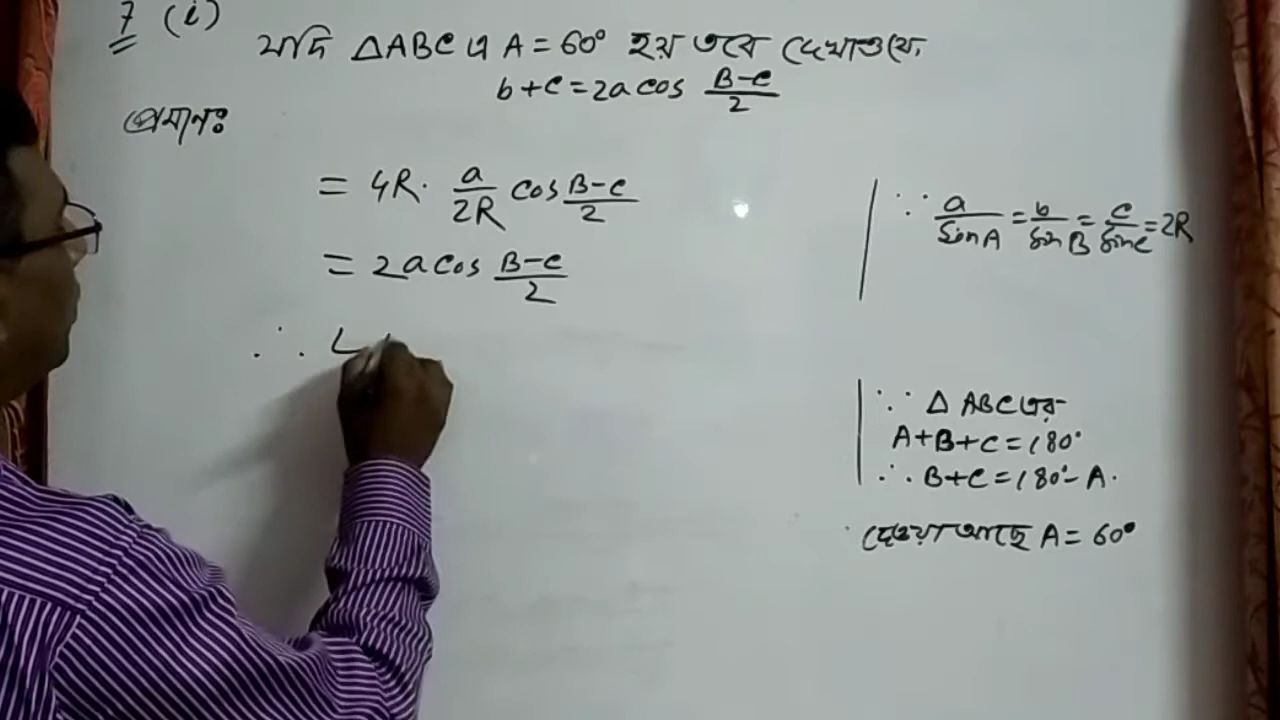 7 (i)
যদি ΔABC এ A = 60° হয় তবে দেখাও যে,
b+c = 2a cos (B-C)/2
প্রমাণঃ
= 4R. a/2R cos (B-C)/2
∵ a/SinA = b/SinB = c/SinC = 2R
= 2a cos (B-C)/2
∴ L
∵ Δ ABC এর
A+B+C = 180°
∴ B+C = 180° - A.
দেওয়া আছে A = 60°